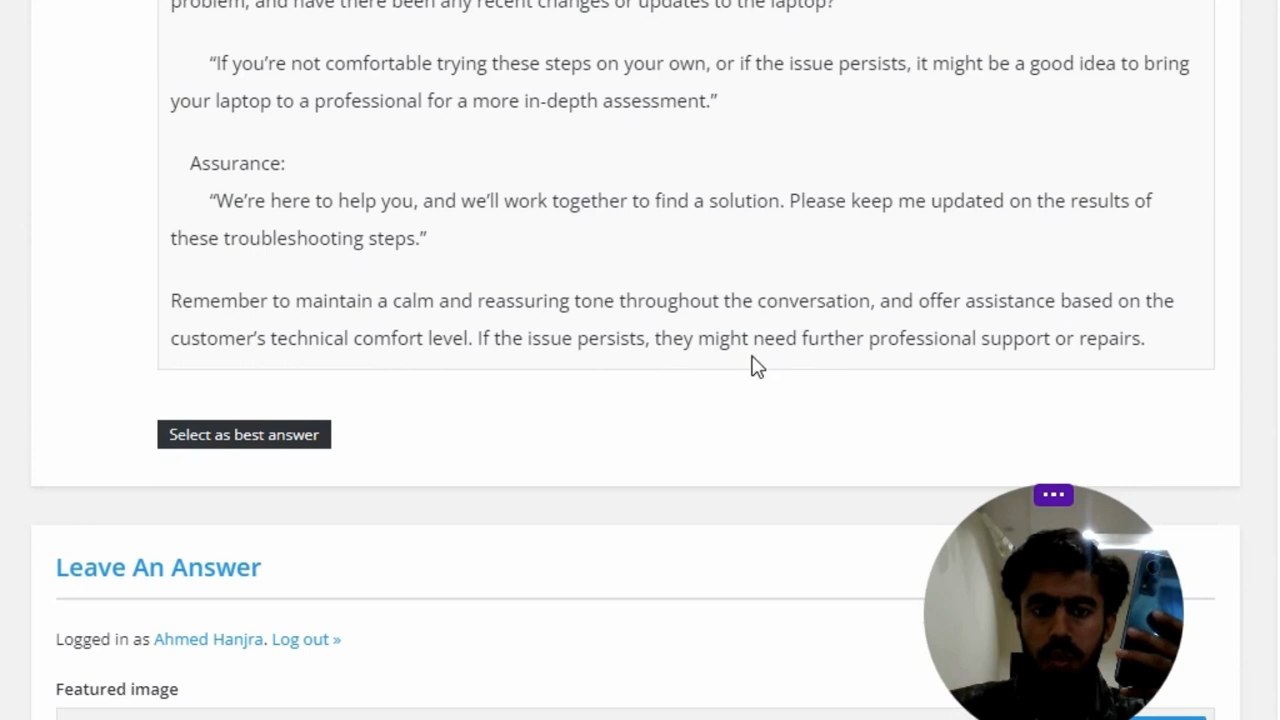 problem, and have there been any recent changes or updates to the laptop?
“If you’re not comfortable trying these steps on your own, or if the issue persists, it might be a good idea to bring
your laptop to a professional for a more in-depth assessment.”
Assurance:
“We’re here to help you, and we’ll work together to find a solution. Please keep me updated on the results of
these troubleshooting steps.”
Remember to maintain a calm and reassuring tone throughout the conversation, and offer assistance based on the
customer’s technical comfort level. If the issue persists, they might need further professional support or repairs.
Select as best answer
Leave An Answer
Logged in as Ahmed Hanjra. Log out »
Featured image